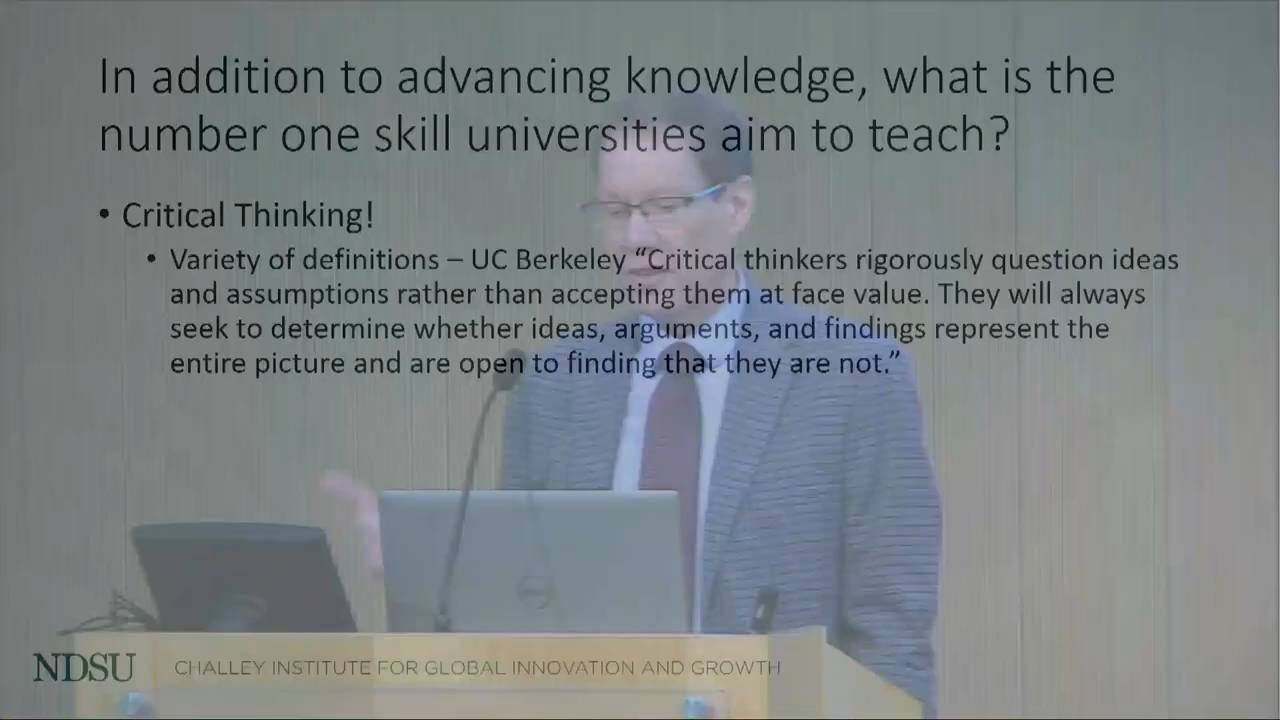 In addition to advancing knowledge, what is the
number one skill universities aim to teach?
• Critical Thinking!
• Variety of definitions – UC Berkeley “Critical thinkers rigorously question ideas
and assumptions rather than accepting them at face value. They will always
seek to determine whether ideas, arguments, and findings represent the
entire picture and are open to finding that they are not.”
NDSU CHALLEY INSTITUTE FOR GLOBAL INNOVATION AND GROWTH